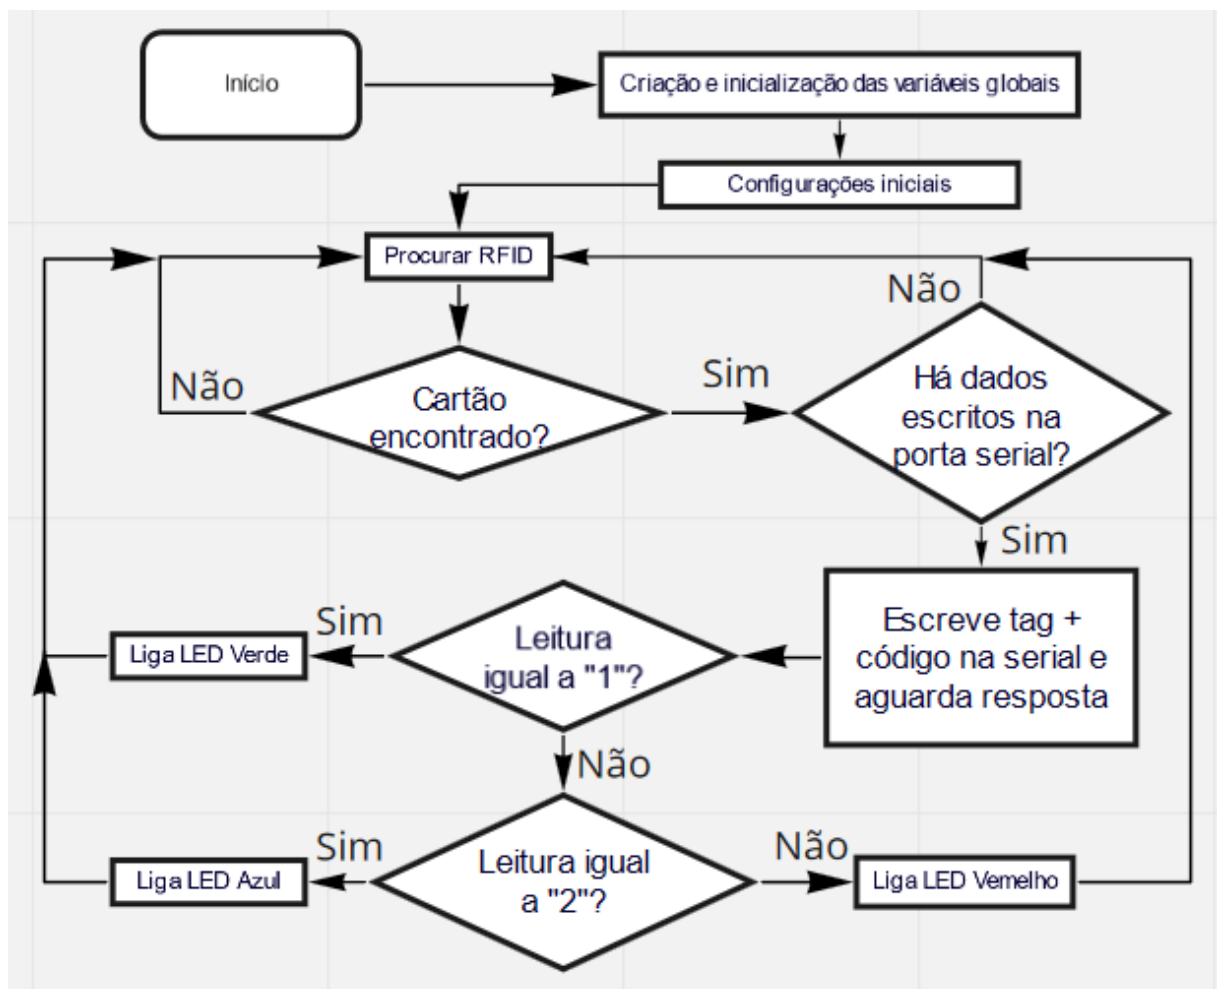 Início
Criação e inicialização das variáveis globais
Configurações iniciais
Procurar RFID
Não
Cartão
encontrado?
Sim
Não
Há dados
escritos na
porta serial?
Sim
Escreve tag +
código na serial e
aguarda resposta
Leitura
igual a "1"?
Sim
Liga LED Verde
Não
Leitura igual
a "2"?
Sim
Liga LED Azul
Não
Liga LED Vemelho